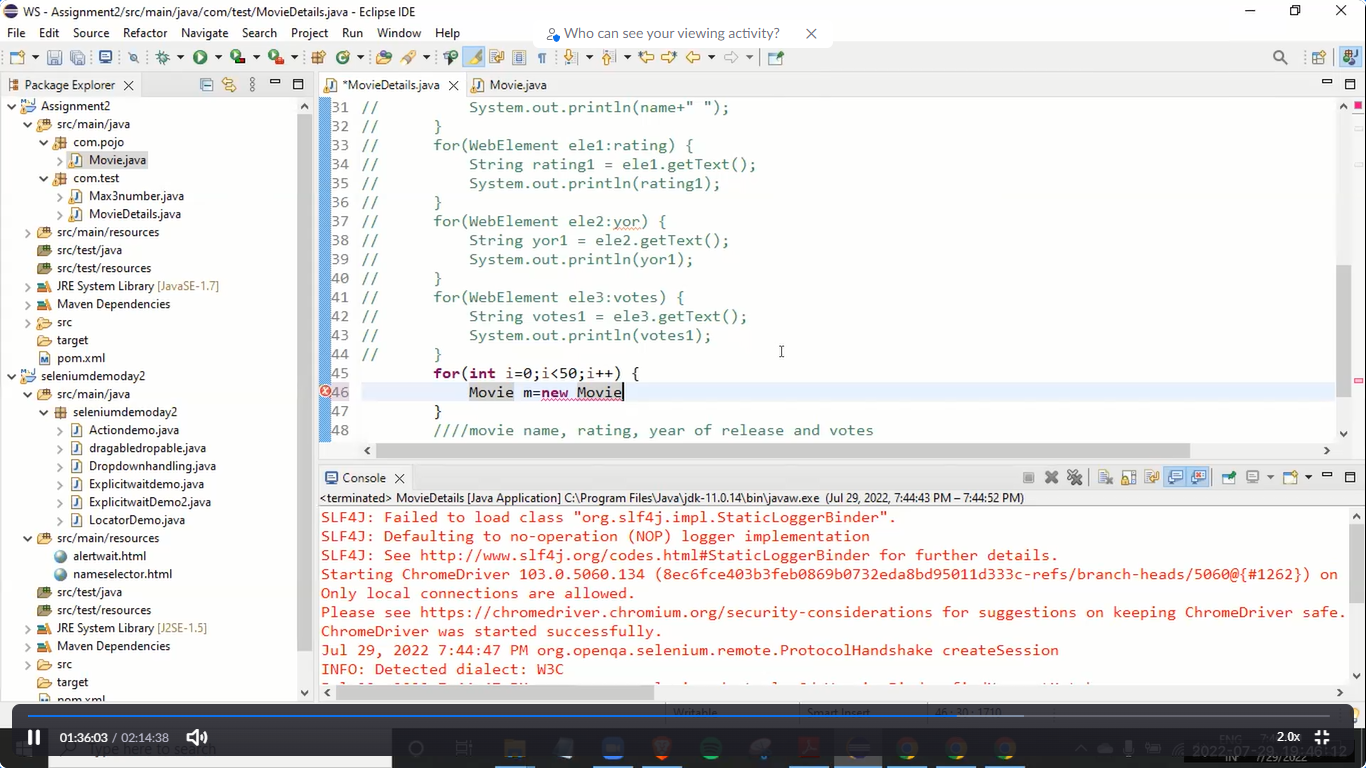 WS - Assignment2/src/main/java/com/test/MovieDetails.java - Eclipse IDE
File Edit Source Refactor Navigate Search Project Run Window Help
Who can see your viewing activity?
Package Explorer
*MovieDetails.java
Movie.java
Assignment2
src/main/java
com.pojo
Movie.java
com.test
Max3number.java
MovieDetails.java
src/main/resources
src/test/java
src/test/resources
JRE System Library [JavaSE-1.7]
Maven Dependencies
src
target
pom.xml
seleniumdemoday2
src/main/java
seleniumdemoday2
Actiondemo.java
dragabledropable.java
Dropdownhandling.java
Explicitwaitdemo.java
ExplicitwaitDemo2.java
LocatorDemo.java
src/main/resources
alertwait.html
nameselector.html
src/test/java
src/test/resources
JRE System Library [J2SE-1.5]
Maven Dependencies
src
target
pom.xml
31 // System.out.println(name+" ");
32 // }
33 // for(WebElement ele1:rating) {
34 // String rating1 = ele1.getText();
35 // System.out.println(rating1);
36 // }
37 // for(WebElement ele2:yor) {
38 // String yor1 = ele2.getText();
39 // System.out.println(yor1);
40 // }
41 // for(WebElement ele3:votes) {
42 // String votes1 = ele3.getText();
43 // System.out.println(votes1);
44 // }
45 for(int i=0;i<50;i++) {
46 Movie m=new Movie
47 }
48 ////movie name, rating, year of release and votes
Console
<terminated> MovieDetails [Java Application] C:\Program Files\Java\jdk-11.0.14\bin\javaw.exe (Jul 29, 2022, 7:44:43 PM – 7:44:52 PM)
SLF4J: Failed to load class "org.slf4j.impl.StaticLoggerBinder".
SLF4J: Defaulting to no-operation (NOP) logger implementation
SLF4J: See http://www.slf4j.org/codes.html#StaticLoggerBinder for further details.
Starting ChromeDriver 103.0.5060.134 (8ec6fce403b3feb0869b0732eda8bd95011d333c-refs/branch-heads/5060@{#1262}) on
Only local connections are allowed.
Please see https://chromedriver.chromium.org/security-considerations for suggestions on keeping ChromeDriver safe.
ChromeDriver was started successfully.
Jul 29, 2022 7:44:47 PM org.openqa.selenium.remote.ProtocolHandshake createSession
INFO: Detected dialect: W3C
Writable Smart Insert 46 : 30 : 1710
01:36:03 / 02:14:38
2.0x
Type here to search
ENG
IN
7/29/2022
2022-07-29 19:46:12